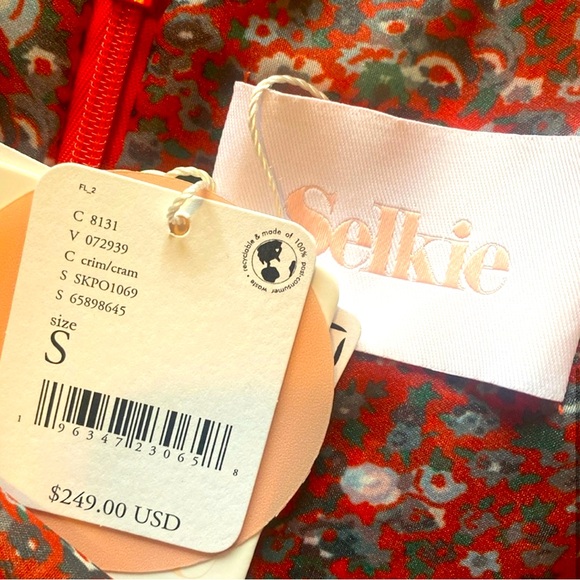 FL_2
C 8131
V 072939
C crim/cram
S SKPO1069
S 65898645
size
S
1 96347 23065 8
$249.00 USD
recyclable & made of 100% post-consumer waste •
Selkie